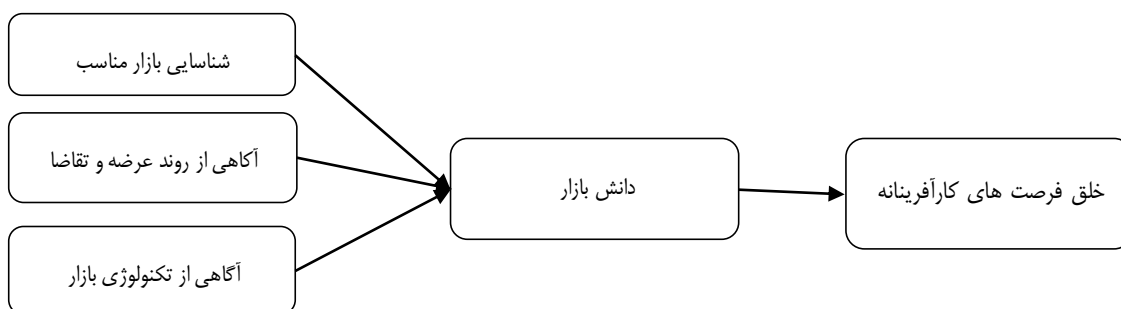 شناسایی بازار مناسب
آکاهی از روند عرضه و تقاضا
آگاهی از تکنولوژی بازار
دانش بازار
خلق فرصت های کارآفرینانه